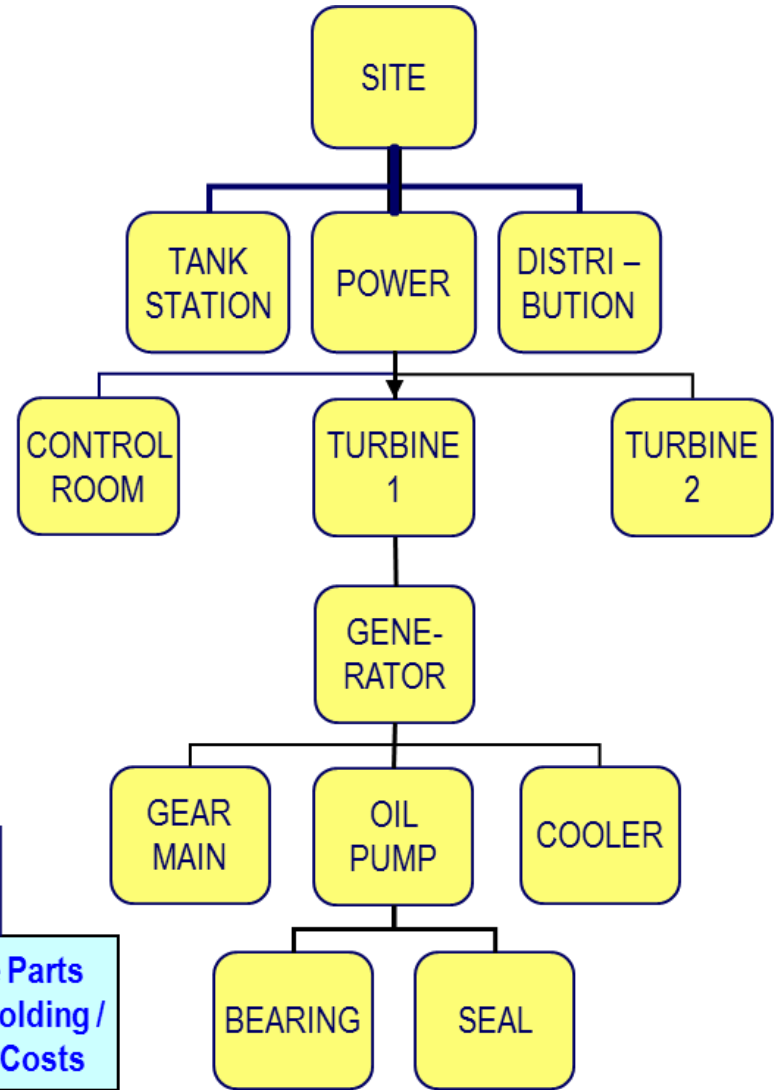 SITE
TANK
STATION
POWER
DISTRI –
BUTION
CONTROL
ROOM
TURBINE
1
TURBINE
2
GENE-
RATOR
GEAR
MAIN
OIL
PUMP
COOLER
Parts
olding /
Costs
BEARING
SEAL